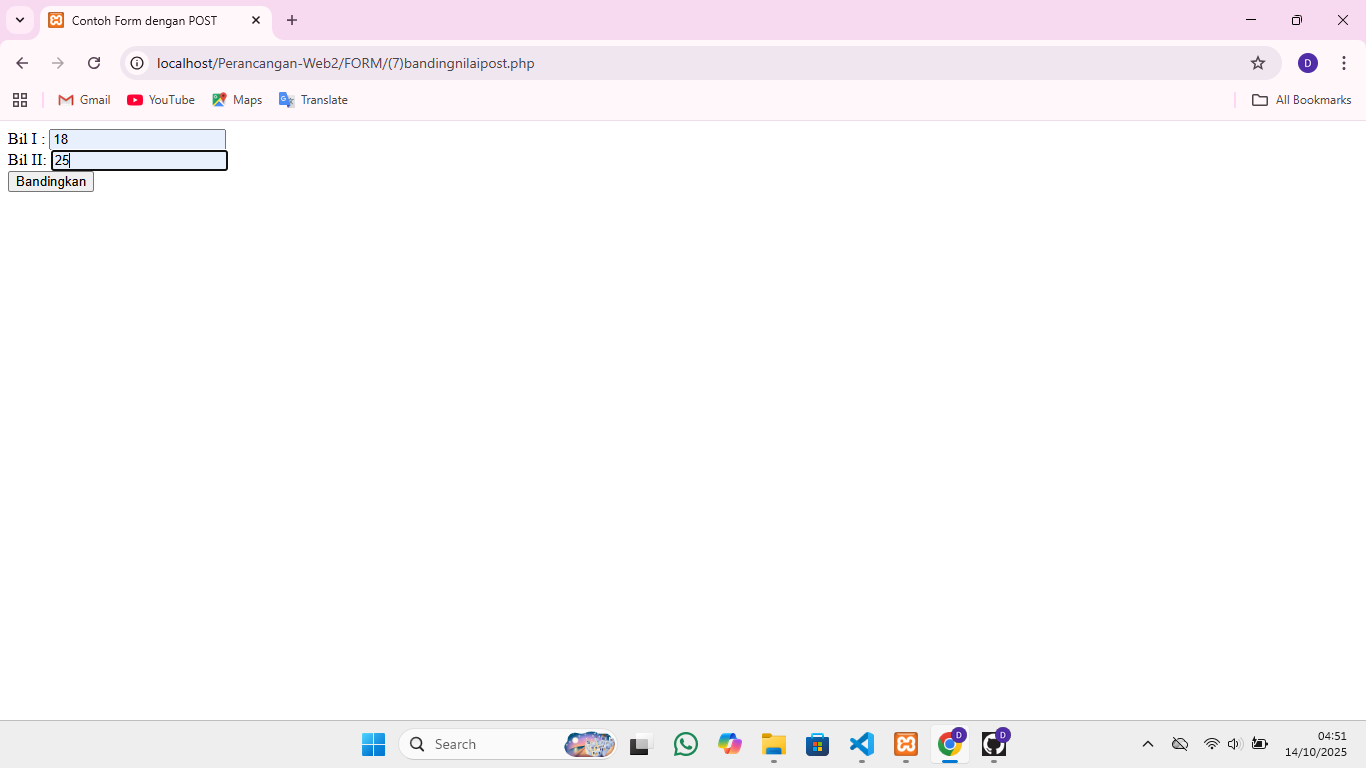 Contoh Form dengan POST
localhost/Perancangan-Web2/FORM/(7)bandingnilaipost.php
D
Gmail YouTube Maps Translate All Bookmarks
Bil I : 18
Bil II: 25
Bandingkan
Search
D D
04:51
14/10/2025